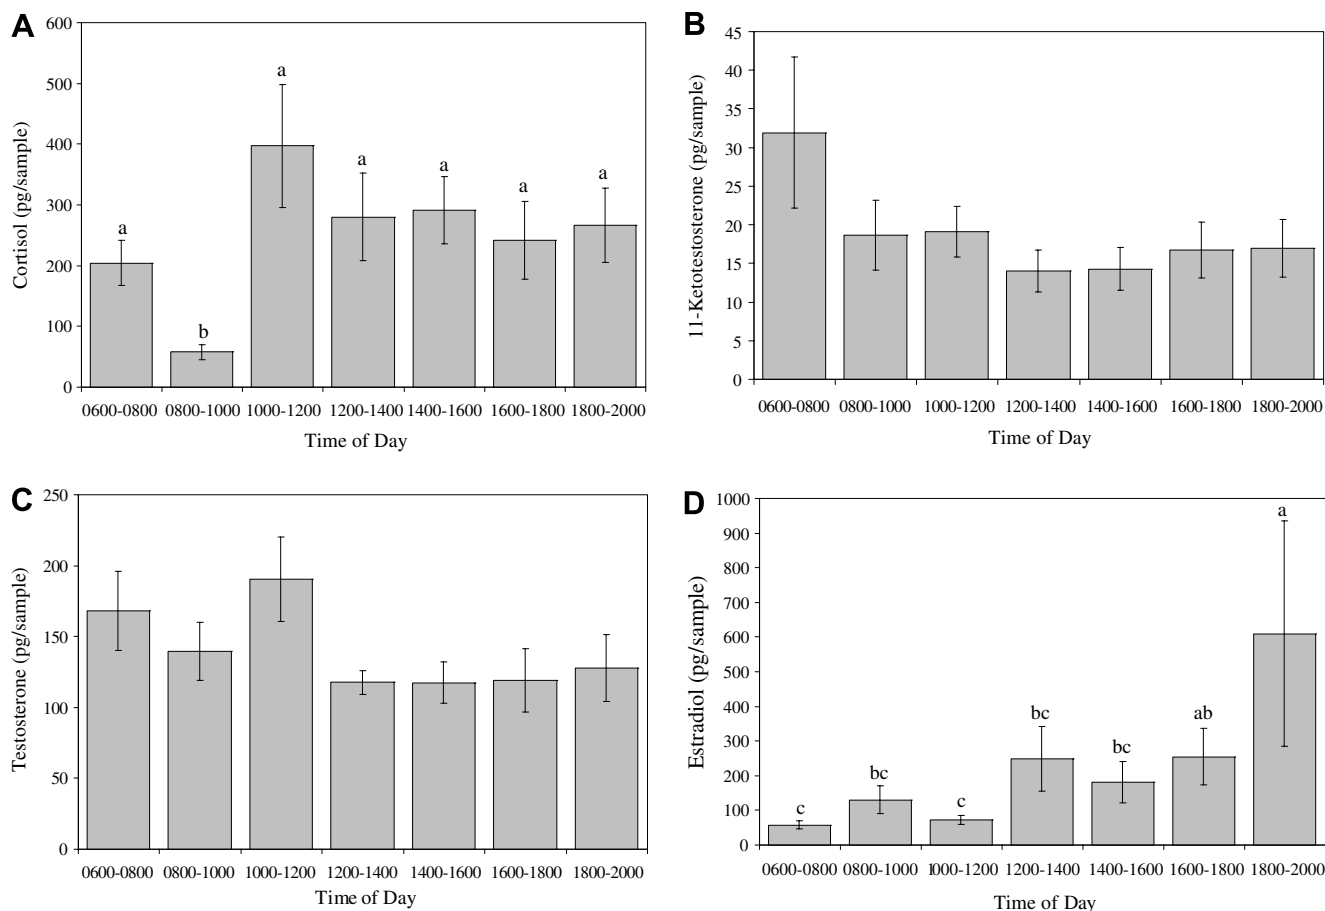 A
Cortisol (pg/sample)
600
500
400
300
200
100
0
a
b
a
a
a
a
a
0600-0800 0800-1000 1000-1200 1200-1400 1400-1600 1600-1800 1800-2000
Time of Day
B
11-Ketotestosterone (pg/sample)
45
40
35
30
25
20
15
10
5
0
0600-0800 0800-1000 1000-1200 1200-1400 1400-1600 1600-1800 1800-2000
Time of Day
C
Testosterone (pg/sample)
250
200
150
100
50
0
0600-0800 0800-1000 1000-1200 1200-1400 1400-1600 1600-1800 1800-2000
Time of Day
D
Estradiol (pg/sample)
1000
900
800
700
600
500
400
300
200
100
0
c
bc
c
bc
bc
ab
a
0600-0800 0800-1000 1000-1200 1200-1400 1400-1600 1600-1800 1800-2000
Time of Day